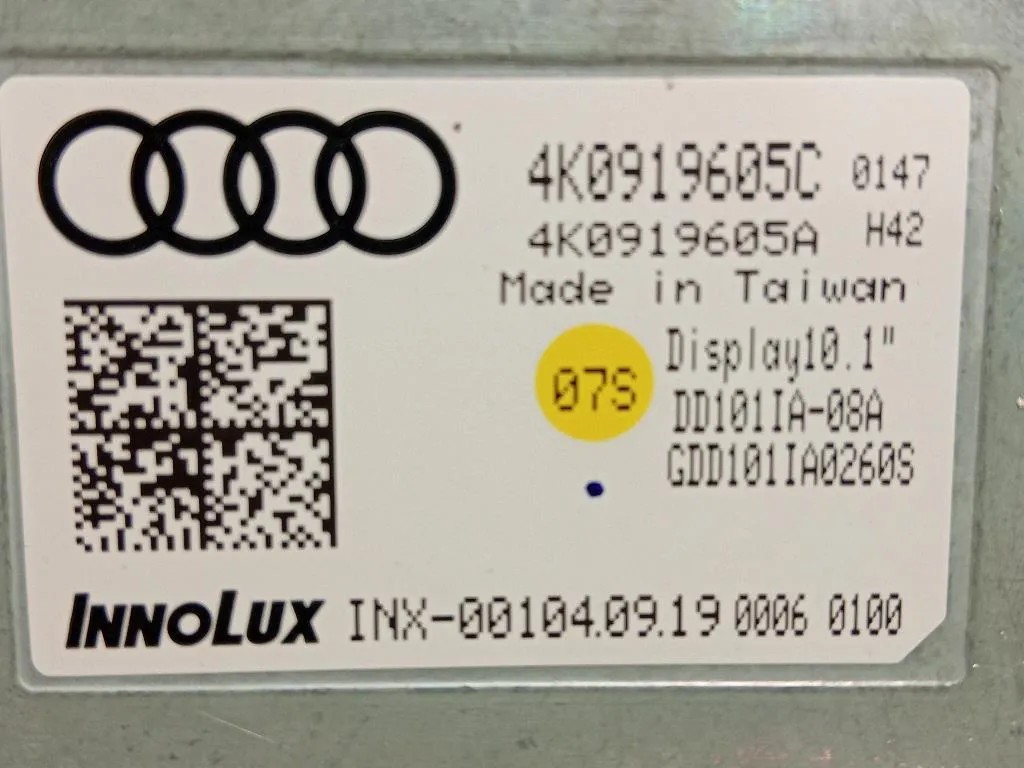 4K0919605C 0147
4K0919605A H42
Made in Taiwan
Display10.1"
07S
DD101IA-08A
GDD101IA0260S
INNOLUX INX-00104.09.19 0006 0100